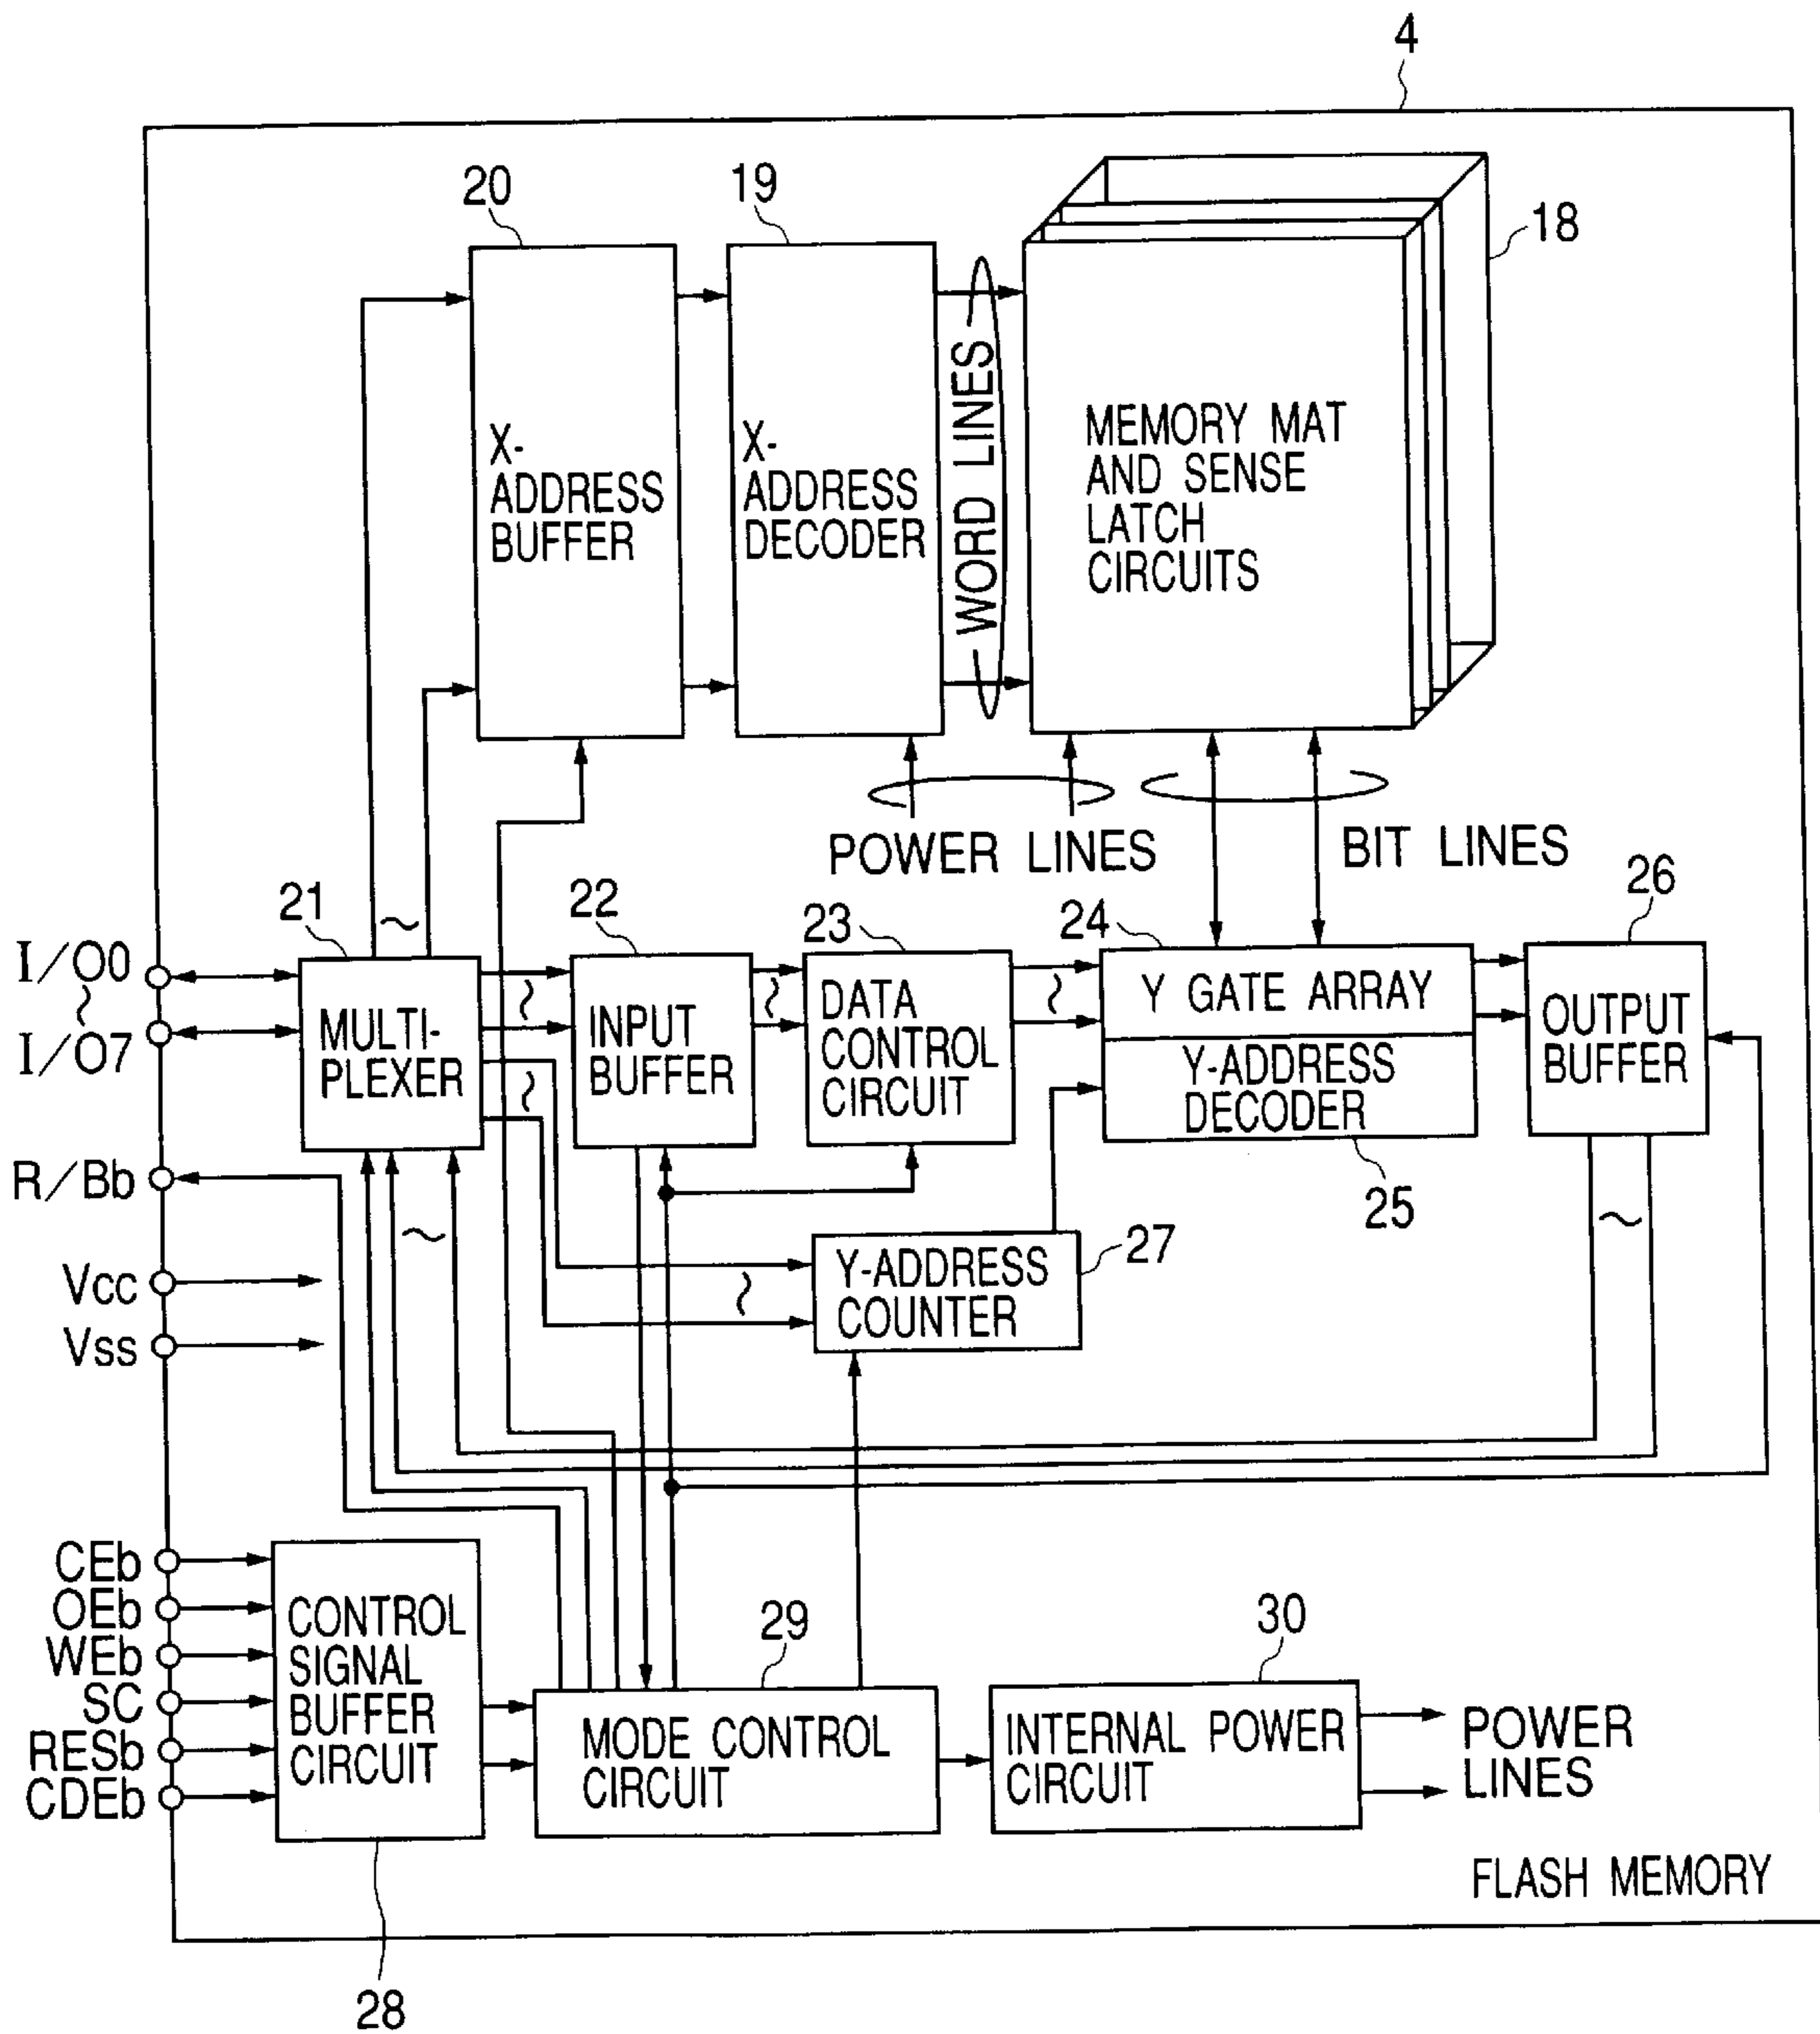 4
20
19
18
X-
ADDRESS
BUFFER
X-
ADDRESS
DECODER
WORD LINES
MEMORY MAT
AND SENSE
LATCH
CIRCUITS
POWER LINES
BIT LINES
21
22
23
24
26
I/O0
~
I/O7
MULTI-
PLEXER
INPUT
BUFFER
DATA
CONTROL
CIRCUIT
Y GATE ARRAY
Y-ADDRESS
DECODER
OUTPUT
BUFFER
R/Bb
25
27
Vcc
Vss
Y-ADDRESS
COUNTER
CEb
OEb
WEb
SC
RESb
CDEb
CONTROL
SIGNAL
BUFFER
CIRCUIT
29
MODE CONTROL
CIRCUIT
30
INTERNAL POWER
CIRCUIT
POWER
LINES
FLASH MEMORY
28